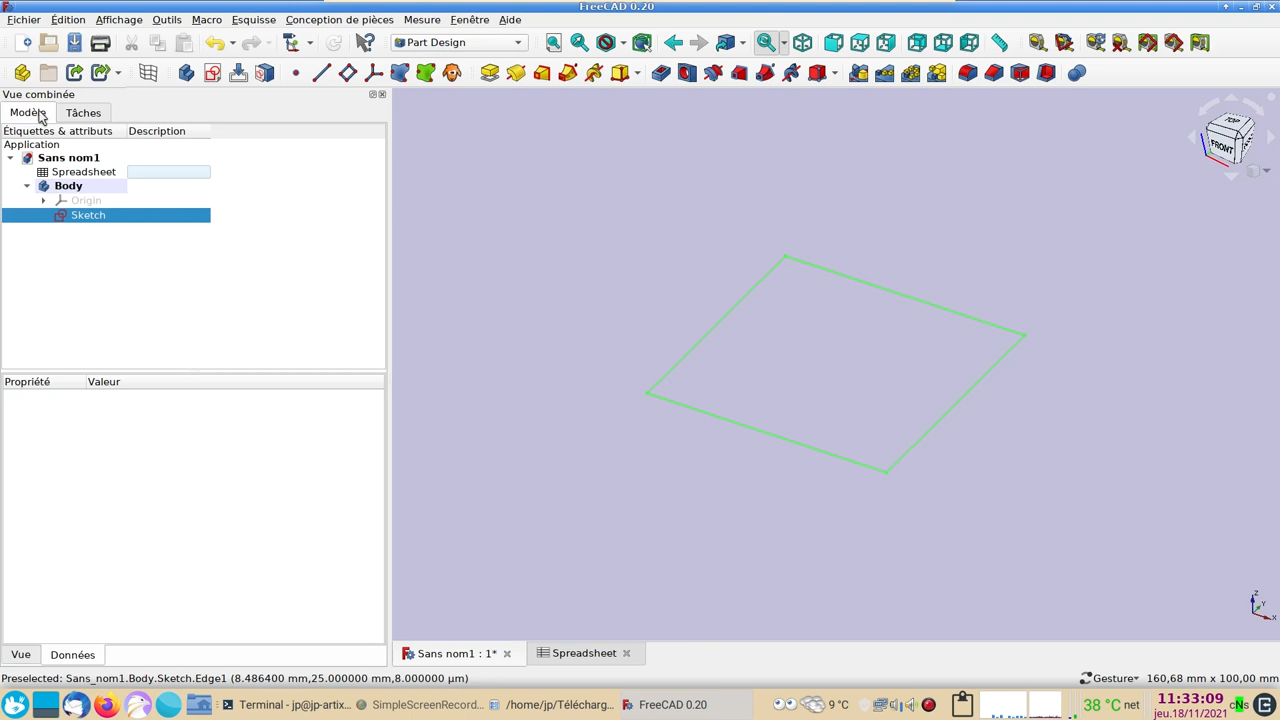 FreeCAD 0.20
Fichier Édition Affichage Outils Macro Esquisse Conception de pièces Mesure Fenêtre Aide
Part Design
Vue combinée
Modèle Tâches
Étiquettes & attributs Description
Application
Sans nom1
Spreadsheet
Body
Origin
Sketch
TOP
FRONT
Propriété Valeur
Z
Y
X
Vue Données
Sans nom1 : 1* Spreadsheet
Preselected: Sans_nom1.Body.Sketch.Edge1 (8.486400 mm,25.000000 mm,8.000000 µm) Gesture 160,68 mm x 100,00 mm
Terminal - jp@jp-artix... SimpleScreenRecord... /home/jp/Télécharg... FreeCAD 0.20 9 °C 38 °C net 11:33:09 cNs
jeu.18/11/2021